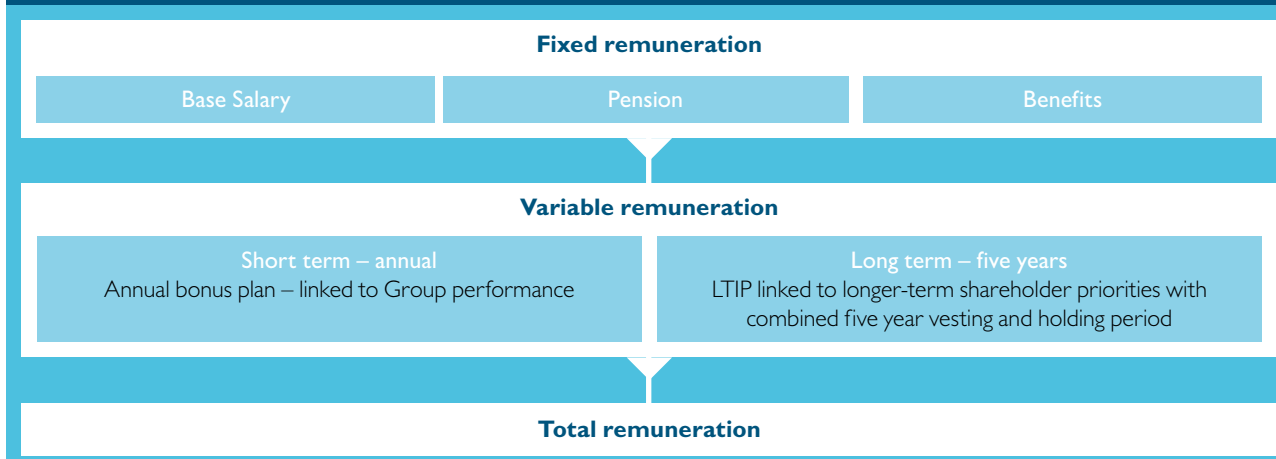 Fixed remuneration
Base Salary
Pension
Benefits
Variable remuneration
Short term – annual
Annual bonus plan – linked to Group performance
Long term – five years
LTIP linked to longer-term shareholder priorities with
combined five year vesting and holding period
Total remuneration